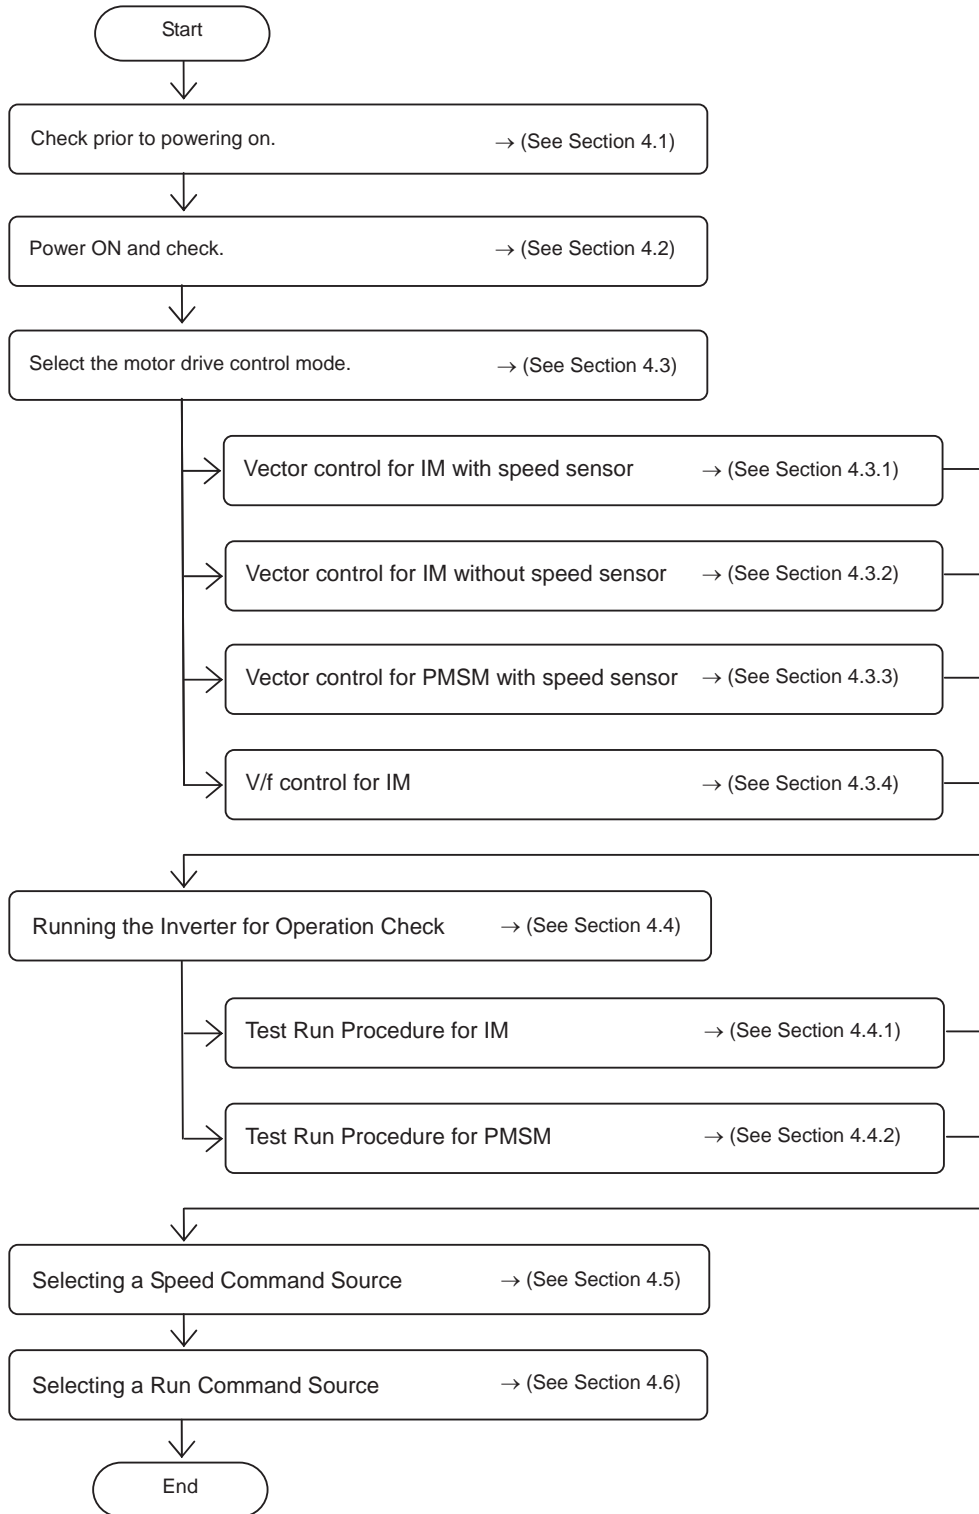 Start
Check prior to powering on. → (See Section 4.1)
Power ON and check. → (See Section 4.2)
Select the motor drive control mode. → (See Section 4.3)
Vector control for IM with speed sensor → (See Section 4.3.1)
Vector control for IM without speed sensor → (See Section 4.3.2)
Vector control for PMSM with speed sensor → (See Section 4.3.3)
V/f control for IM → (See Section 4.3.4)
Running the Inverter for Operation Check → (See Section 4.4)
Test Run Procedure for IM → (See Section 4.4.1)
Test Run Procedure for PMSM → (See Section 4.4.2)
Selecting a Speed Command Source → (See Section 4.5)
Selecting a Run Command Source → (See Section 4.6)
End